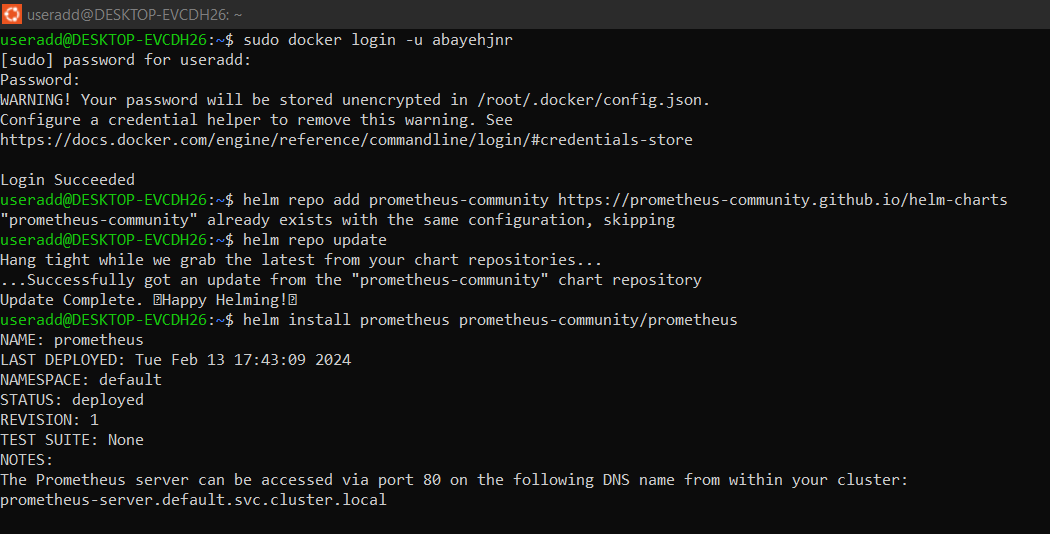 useradd@DESKTOP-EVCDH26: ~
useradd@DESKTOP-EVCDH26:~$ sudo docker login -u abayehjnr
[sudo] password for useradd:
Password:
WARNING! Your password will be stored unencrypted in /root/.docker/config.json.
Configure a credential helper to remove this warning. See
https://docs.docker.com/engine/reference/commandline/login/#credentials-store
Login Succeeded
useradd@DESKTOP-EVCDH26:~$ helm repo add prometheus-community https://prometheus-community.github.io/helm-charts
"prometheus-community" already exists with the same configuration, skipping
useradd@DESKTOP-EVCDH26:~$ helm repo update
Hang tight while we grab the latest from your chart repositories...
...Successfully got an update from the "prometheus-community" chart repository
Update Complete. ⍰Happy Helming!⍰
useradd@DESKTOP-EVCDH26:~$ helm install prometheus prometheus-community/prometheus
NAME: prometheus
LAST DEPLOYED: Tue Feb 13 17:43:09 2024
NAMESPACE: default
STATUS: deployed
REVISION: 1
TEST SUITE: None
NOTES:
The Prometheus server can be accessed via port 80 on the following DNS name from within your cluster:
prometheus-server.default.svc.cluster.local